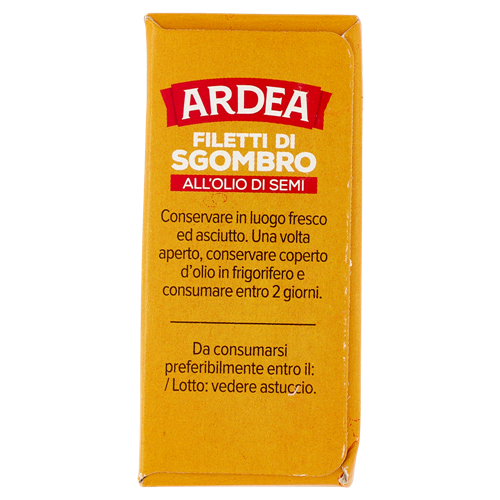 ARDEA
FILETTI DI
SGOMBRO
ALL'OLIO DI SEMI
Conservare in luogo fresco
ed asciutto. Una volta
aperto, conservare coperto
d'olio in frigorifero e
consumare entro 2 giorni.
Da consumarsi
preferibilmente entro il:
/ Lotto: vedere astuccio.